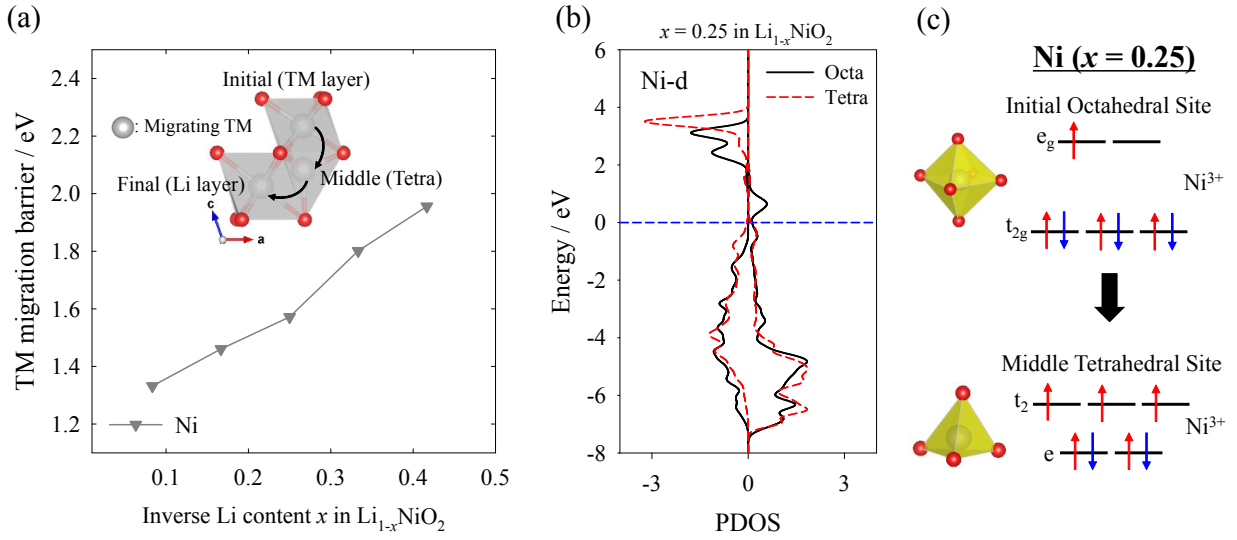 (a)
TM migration barrier / eV
2.4
2.2
2.0
1.8
1.6
1.4
1.2
0.1
0.2
0.3
0.4
0.5
Inverse Li content x in Li1-xNiO2
Initial (TM layer)
: Migrating TM
Final (Li layer)
Middle (Tetra)
c
a
Ni
(b)
x = 0.25 in Li1-xNiO2
Energy / eV
6
4
2
0
-2
-4
-6
-8
-3
0
3
PDOS
Ni-d
Octa
Tetra
(c)
Ni (x = 0.25)
Initial Octahedral Site
eg
Ni3+
t2g
Middle Tetrahedral Site
t2
Ni3+
e